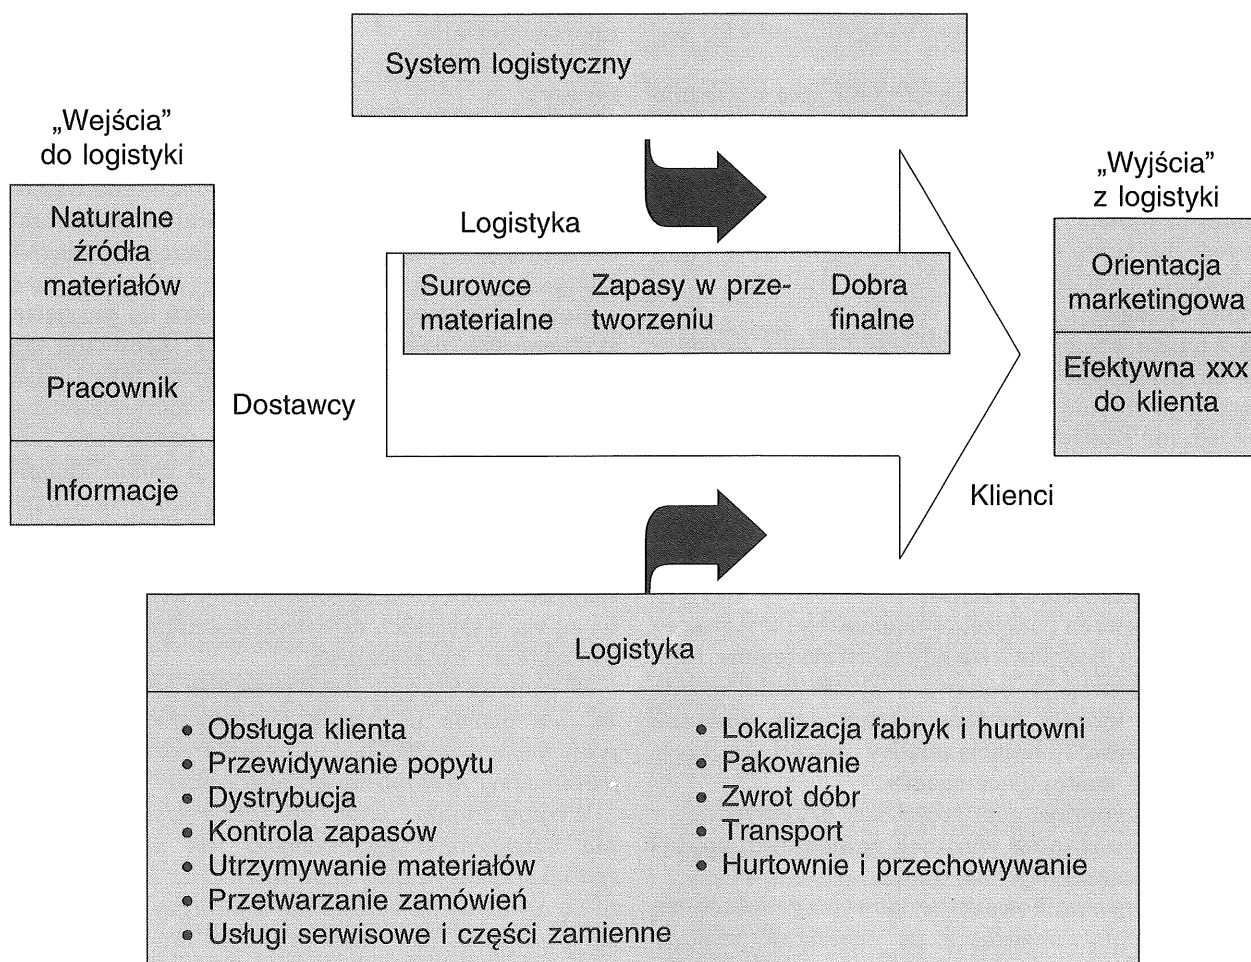 System logistyczny
„Wejścia”
do logistyki
Naturalne
źródła
materiałów
Pracownik
Informacje
Dostawcy
Logistyka
Surowce
materialne
Zapasy w prze-
tworzeniu
Dobra
finalne
Klienci
„Wyjścia”
z logistyki
Orientacja
marketingowa
Efektywna xxx
do klienta
Logistyka
• Obsługa klienta
• Przewidywanie popytu
• Dystrybucja
• Kontrola zapasów
• Utrzymywanie materiałów
• Przetwarzanie zamówień
• Usługi serwisowe i części zamienne
• Lokalizacja fabryk i hurtowni
• Pakowanie
• Zwrot dóbr
• Transport
• Hurtownie i przechowywanie